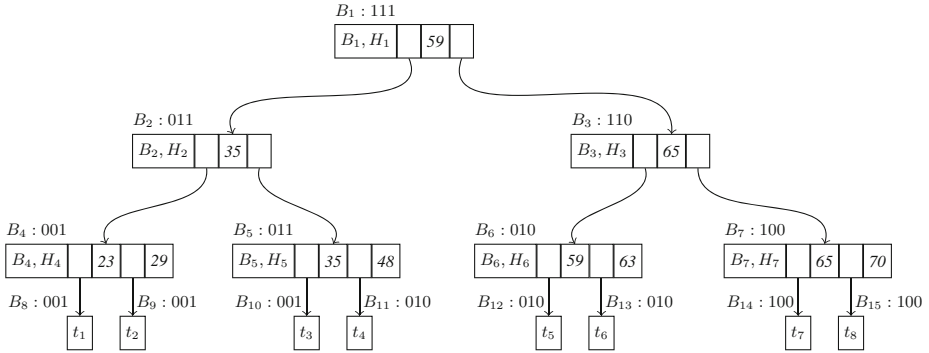 B₁ : 111
B₁, H₁ 59
B₂ : 011
B₃ : 110
B₂, H₂ 35
B₃, H₃ 65
B₄ : 001
B₅ : 011
B₆ : 010
B₇ : 100
B₄, H₄ 23 29
B₅, H₅ 35 48
B₆, H₆ 59 63
B₇, H₇ 65 70
B₈ : 001
B₉ : 001
B₁₀ : 001
B₁₁ : 010
B₁₂ : 010
B₁₃ : 010
B₁₄ : 100
B₁₅ : 100
t₁
t₂
t₃
t₄
t₅
t₆
t₇
t₈